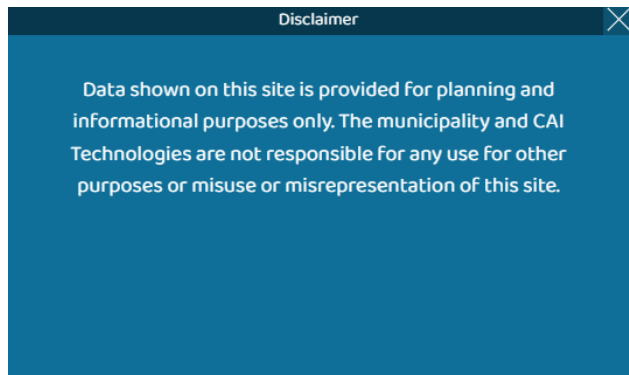 Disclaimer
Data shown on this site is provided for planning and
informational purposes only. The municipality and CAI
Technologies are not responsible for any use for other
purposes or misuse or misrepresentation of this site.